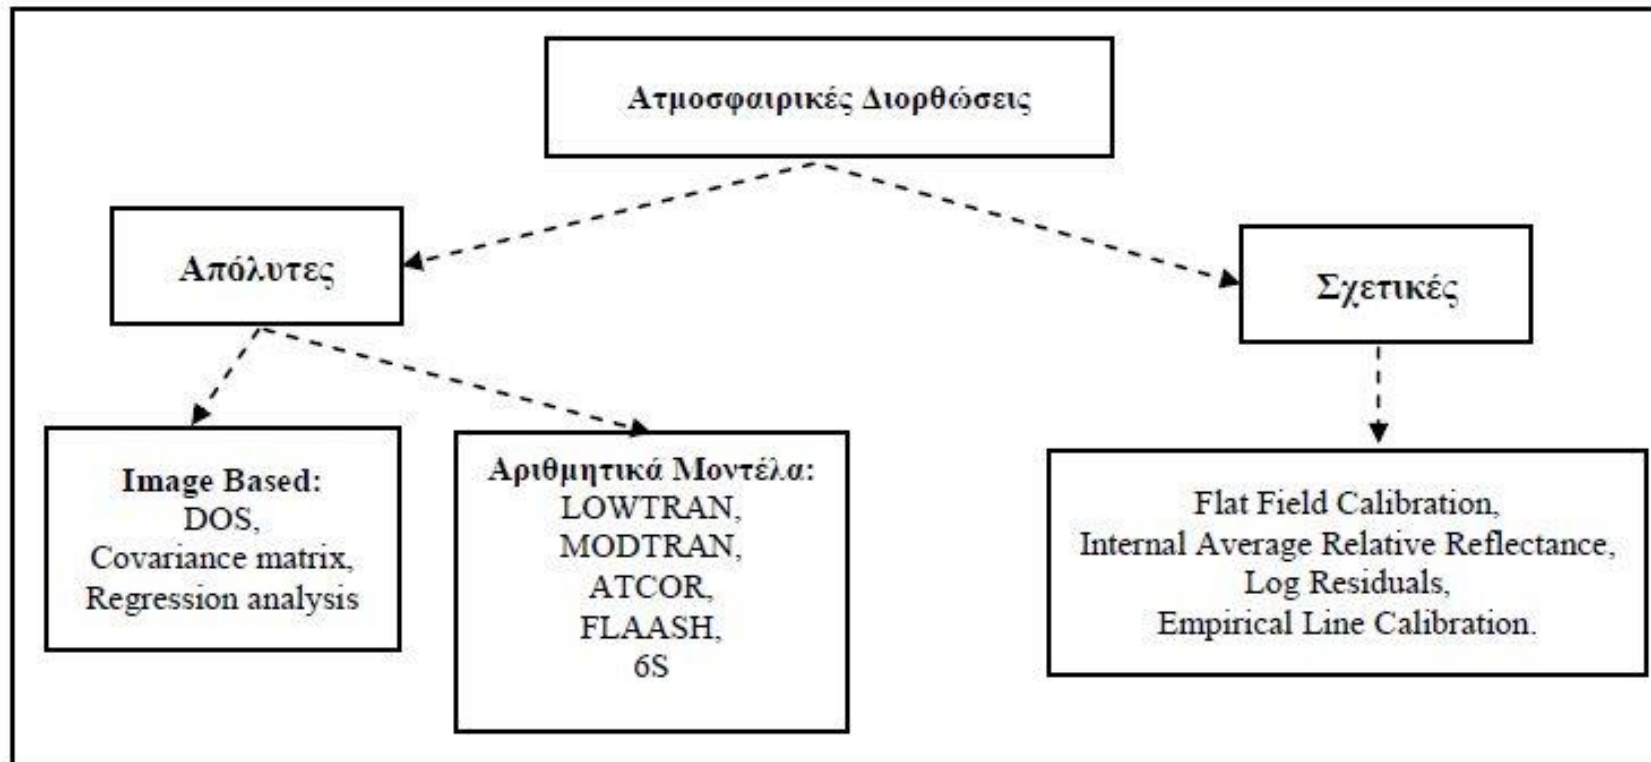 Ατμοσφαιρικές Διορθώσεις
Απόλυτες
Σχετικές
Image Based:
DOS,
Covariance matrix,
Regression analysis
Αριθμητικά Μοντέλα:
LOWTRAN,
MODTRAN,
ATCOR,
FLAASH,
6S
Flat Field Calibration,
Internal Average Relative Reflectance,
Log Residuals,
Empirical Line Calibration.